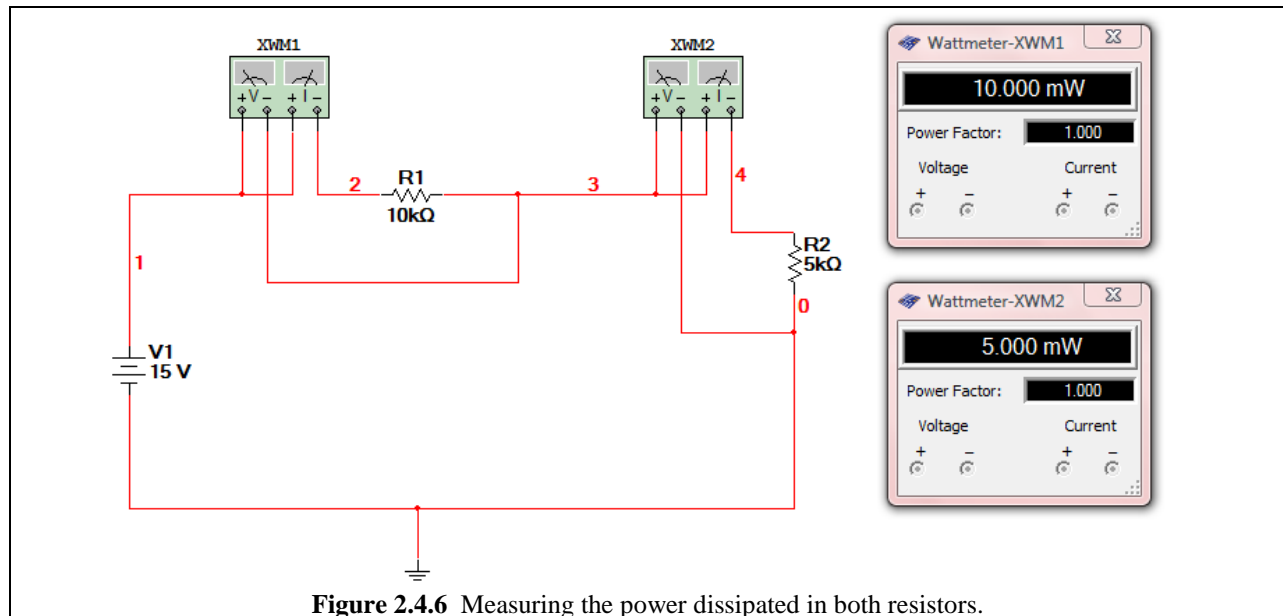 XWM1
XWM2
+V- +I-
+V- +I-
2
R1
10kΩ
3
4
R2
5kΩ
1
0
V1
15 V
Wattmeter-XWM1
10.000 mW
Power Factor: 1.000
Voltage Current
+ - + -
Wattmeter-XWM2
5.000 mW
Power Factor: 1.000
Voltage Current
+ - + -
Figure 2.4.6 Measuring the power dissipated in both resistors.